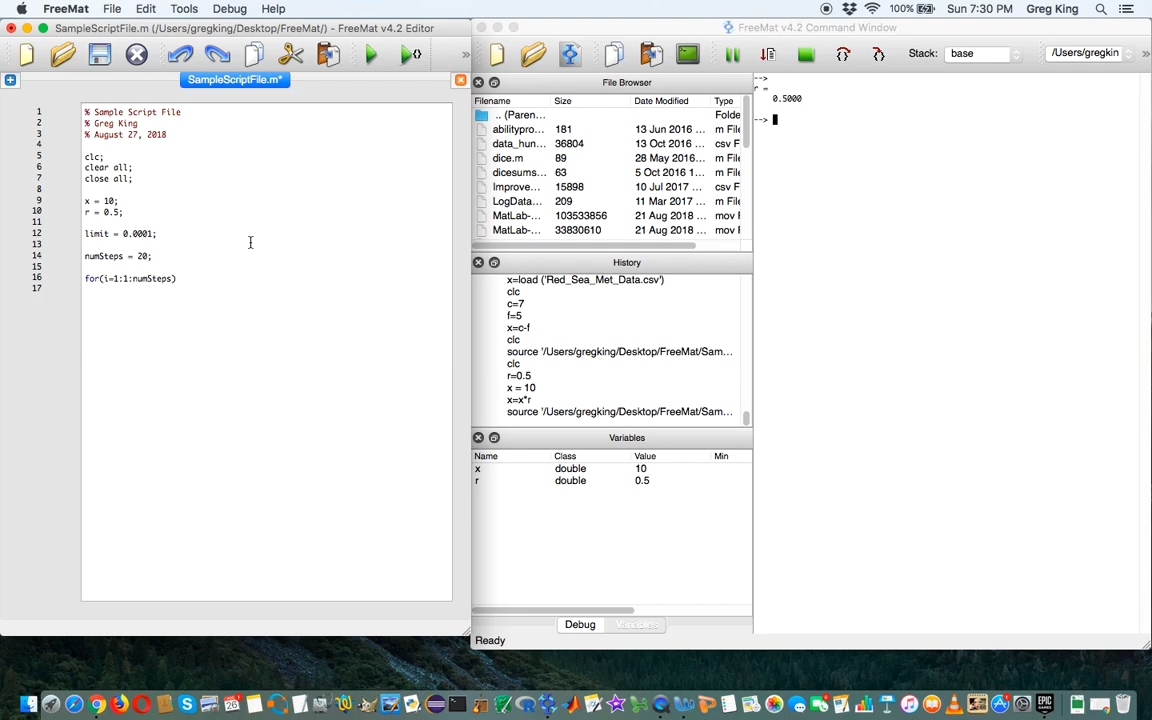 FreeMat File Edit Tools Debug Help 100% Sun 7:30 PM Greg King
SampleScriptFile.m (/Users/gregking/Desktop/FreeMat/) - FreeMat v4.2 Editor
SampleScriptFile.m*
1 % Sample Script File
2 % Greg King
3 % August 27, 2018
4
5 clc;
6 clear all;
7 close all;
8
9 x = 10;
10 r = 0.5;
11
12 limit = 0.0001;
13
14 numSteps = 20;
15
16 for(i=1:1:numSteps)
17
FreeMat v4.2 Command Window
Stack: base /Users/gregkin
File Browser
Filename Size Date Modified Type
.. (Paren... Folde
abilitypro... 181 13 Jun 2016 ... m File
data_hun... 36804 13 Oct 2016 ... csv F
dice.m 89 28 May 2016... m File
dicesums... 63 5 Oct 2016 1... m File
Improve... 15898 10 Jul 2017 ... csv F
LogData... 209 11 Mar 2017 ... m File
MatLab-... 103533856 21 Aug 2018 ... mov F
MatLab-... 33830610 21 Aug 2018 ... mov F
History
x=load ('Red_Sea_Met_Data.csv')
clc
c=7
f=5
x=c-f
clc
source '/Users/gregking/Desktop/FreeMat/Sam...
clc
r=0.5
x = 10
x=x*r
source '/Users/gregking/Desktop/FreeMat/Sam...
Variables
Name Class Value Min
x double 10
r double 0.5
Debug Variables
Ready
-->
r =
0.5000
-->